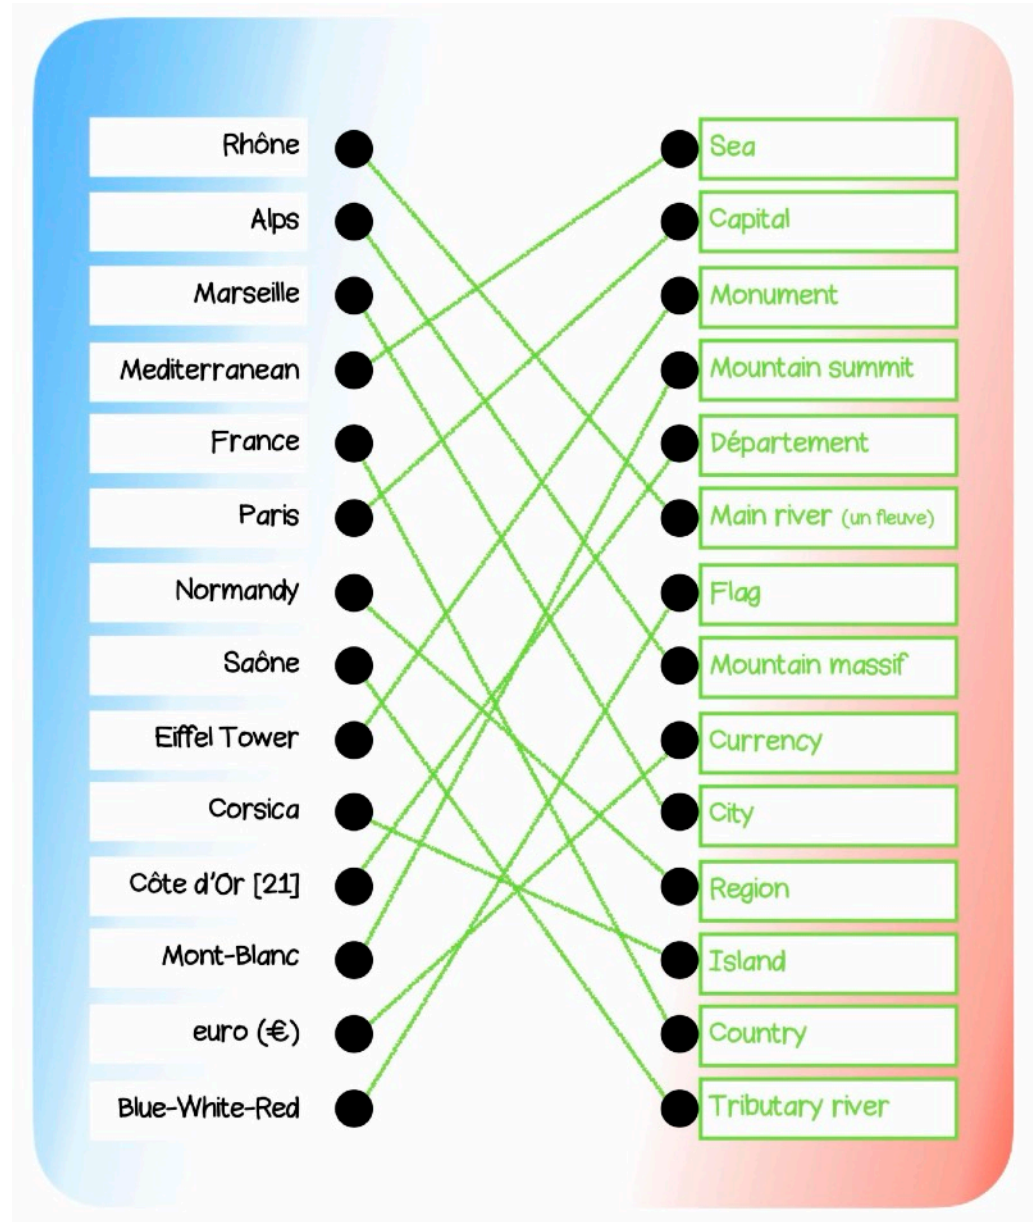 Rhône
Sea
Alps
Capital
Marseille
Monument
Mediterranean
Mountain summit
France
Département
Paris
Main river (un fleuve)
Normandy
Flag
Saône
Mountain massif
Eiffel Tower
Currency
Corsica
City
Côte d'Or [21]
Region
Mont-Blanc
Island
euro (€)
Country
Blue-White-Red
Tributary river